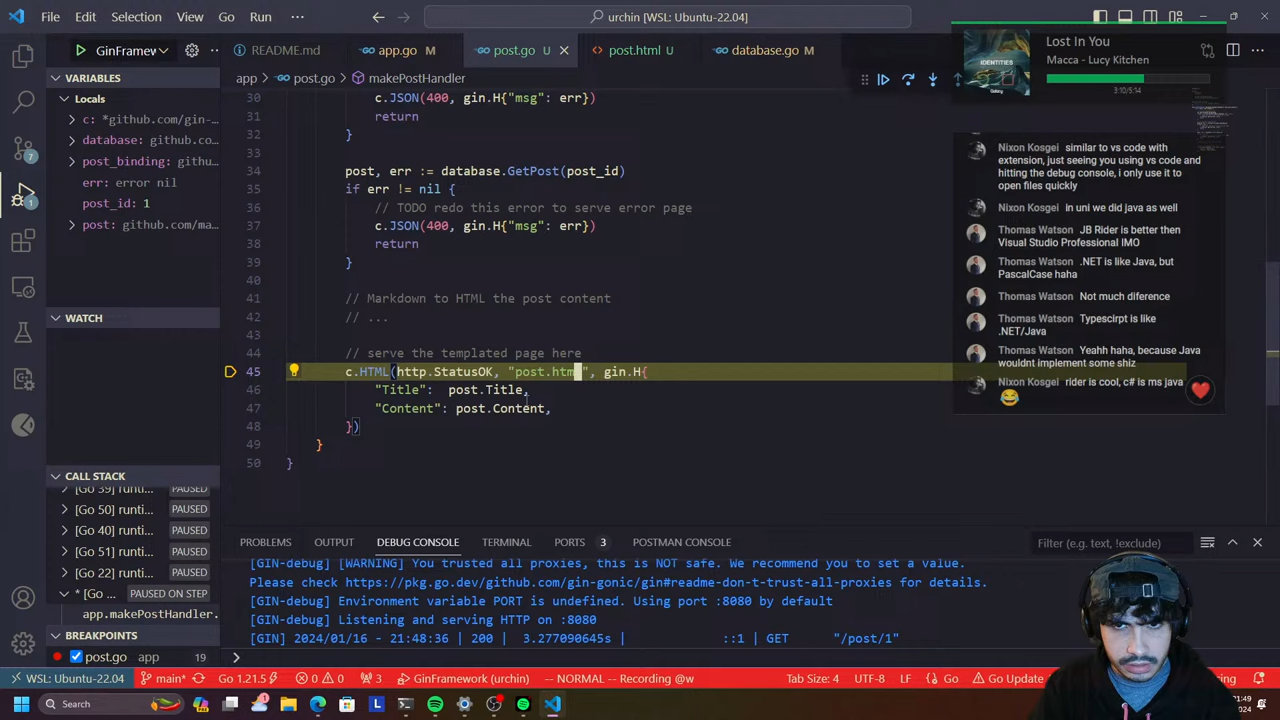 File Edit Selection View Go Run ···
urchin [WSL: Ubuntu-22.04]
GinFramev
README.md
app.go M
post.go U
post.html U
database.go M
Lost In You
Macca - Lucy Kitchen
3:10/5:14
IDENTITIES
app > post.go > makePostHandler
VARIABLES
Locals
c: *github.com/gin-...
database: github.co...
post_binding: githu...
err: error nil
post_id: 1
post: github.com/ma...
WATCH
CALL STACK
[Go 39] runti... PAUSED
[Go 50] runti... PAUSED
[Go 40] runti... PAUSED
[Go 51] runti... PAUSED
[Go 22] runti... PAUSED
* [Go ... PAUSED ON STEP
app.makePostHandler.
BREAKPOINTS
post.go app 19
30 c.JSON(400, gin.H{"msg": err})
31 return
32 }
33
34 post, err := database.GetPost(post_id)
35 if err != nil {
36 // TODO redo this error to serve error page
37 c.JSON(400, gin.H{"msg": err})
38 return
39 }
40
41 // Markdown to HTML the post content
42 // ...
43
44 // serve the templated page here
45 c.HTML(http.StatusOK, "post.htm ", gin.H{
46 "Title": post.Title,
47 "Content": post.Content,
48 })
49 }
50 }
Nixon Kosgei similar to vs code with
extension, just seeing you using vs code and
hitting the debug console, i only use it to
open files quickly
Nixon Kosgei in uni we did java as well
Thomas Watson JB Rider is better then
Visual Studio Professional IMO
Thomas Watson .NET is like Java, but
PascalCase haha
Thomas Watson Not much diference
Thomas Watson Typescirpt is like
.NET/Java
Thomas Watson Yeahh haha, because Java
wouldnt implement some shiz
Nixon Kosgei rider is cool, c# is ms java
😂
PROBLEMS OUTPUT DEBUG CONSOLE TERMINAL PORTS 3 POSTMAN CONSOLE
Filter (e.g. text, !exclude)
[GIN-debug] [WARNING] You trusted all proxies, this is NOT safe. We recommend you to set a value.
Please check https://pkg.go.dev/github.com/gin-gonic/gin#readme-don-t-trust-all-proxies for details.
[GIN-debug] Environment variable PORT is undefined. Using port :8080 by default
[GIN-debug] Listening and serving HTTP on :8080
[GIN] 2024/01/16 - 21:48:36 | 200 | 3.277090645s | ::1 | GET "/post/1"
7
1
WSL: Ubuntu-22.04 main* Go 1.21.5 0 0 3 GinFramework (urchin) -- NORMAL -- Recording @w Tab Size: 4 UTF-8 LF Go Go Update
Search